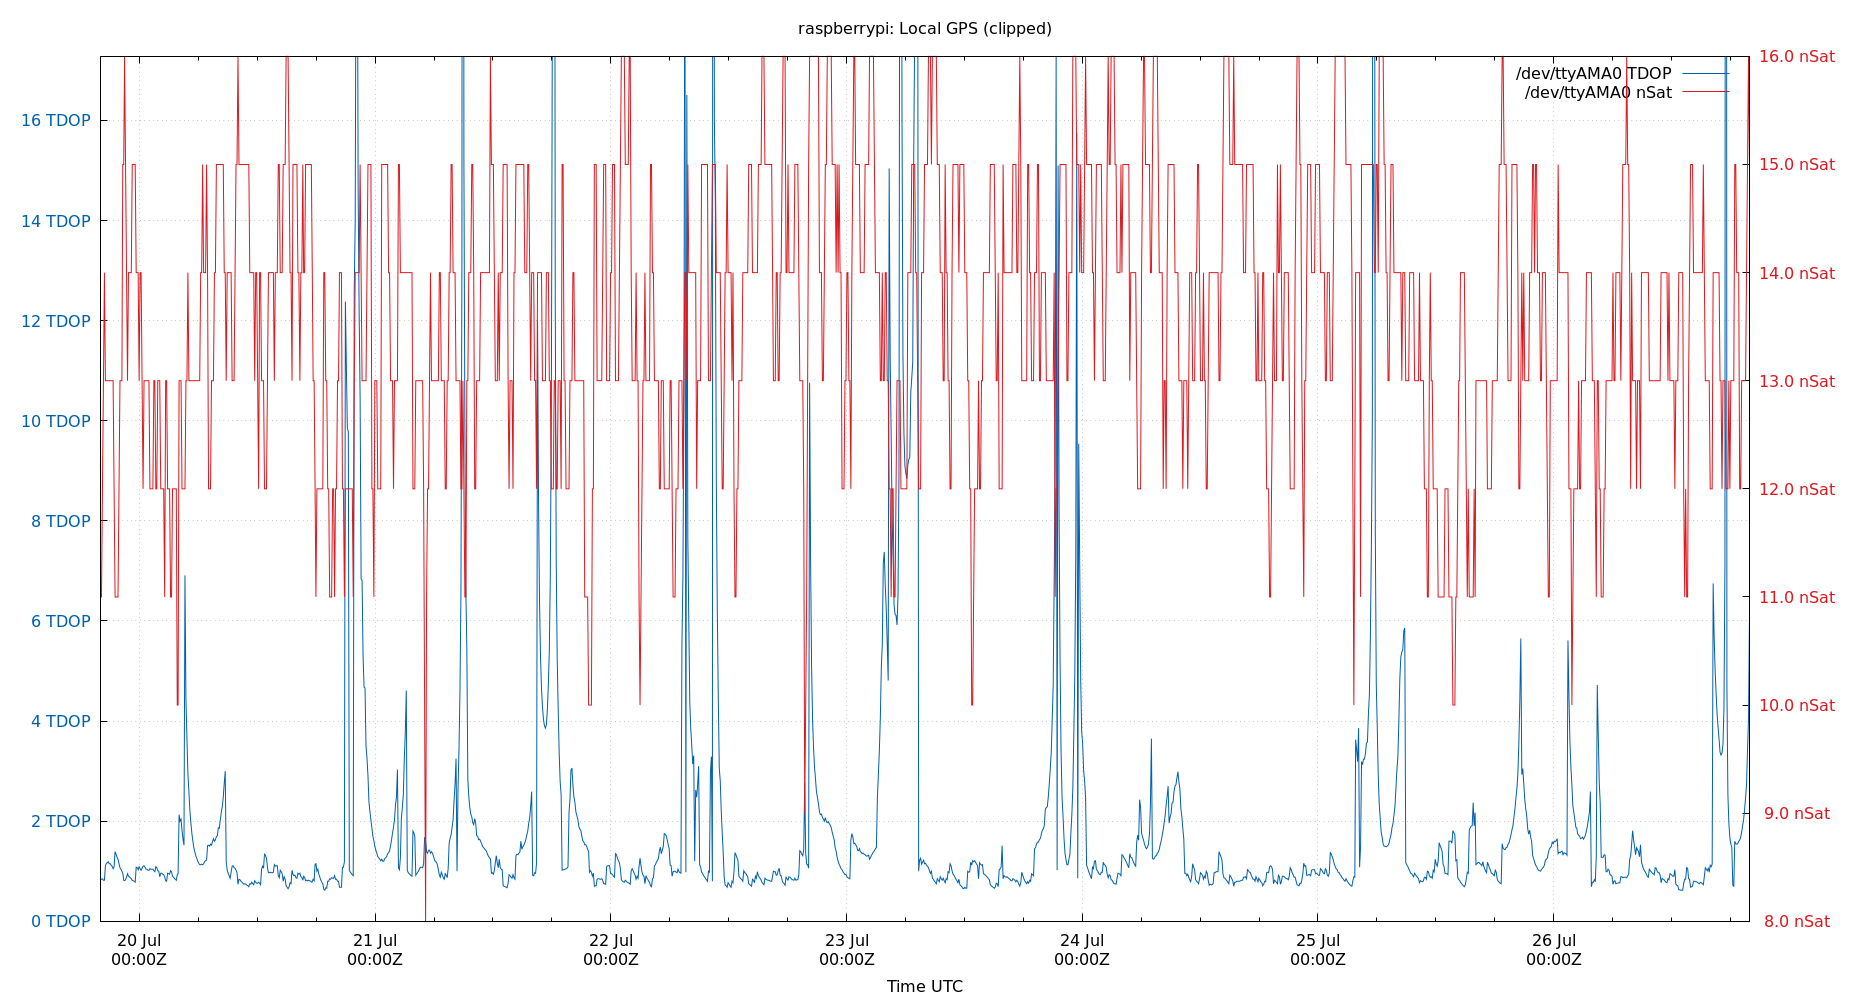 raspberrypi: Local GPS (clipped)
/dev/ttyAMA0 TDOP
/dev/ttyAMA0 nSat
16 TDOP
14 TDOP
12 TDOP
10 TDOP
8 TDOP
6 TDOP
4 TDOP
2 TDOP
0 TDOP
16.0 nSat
15.0 nSat
14.0 nSat
13.0 nSat
12.0 nSat
11.0 nSat
10.0 nSat
9.0 nSat
8.0 nSat
20 Jul
00:00Z
21 Jul
00:00Z
22 Jul
00:00Z
23 Jul
00:00Z
24 Jul
00:00Z
25 Jul
00:00Z
26 Jul
00:00Z
Time UTC